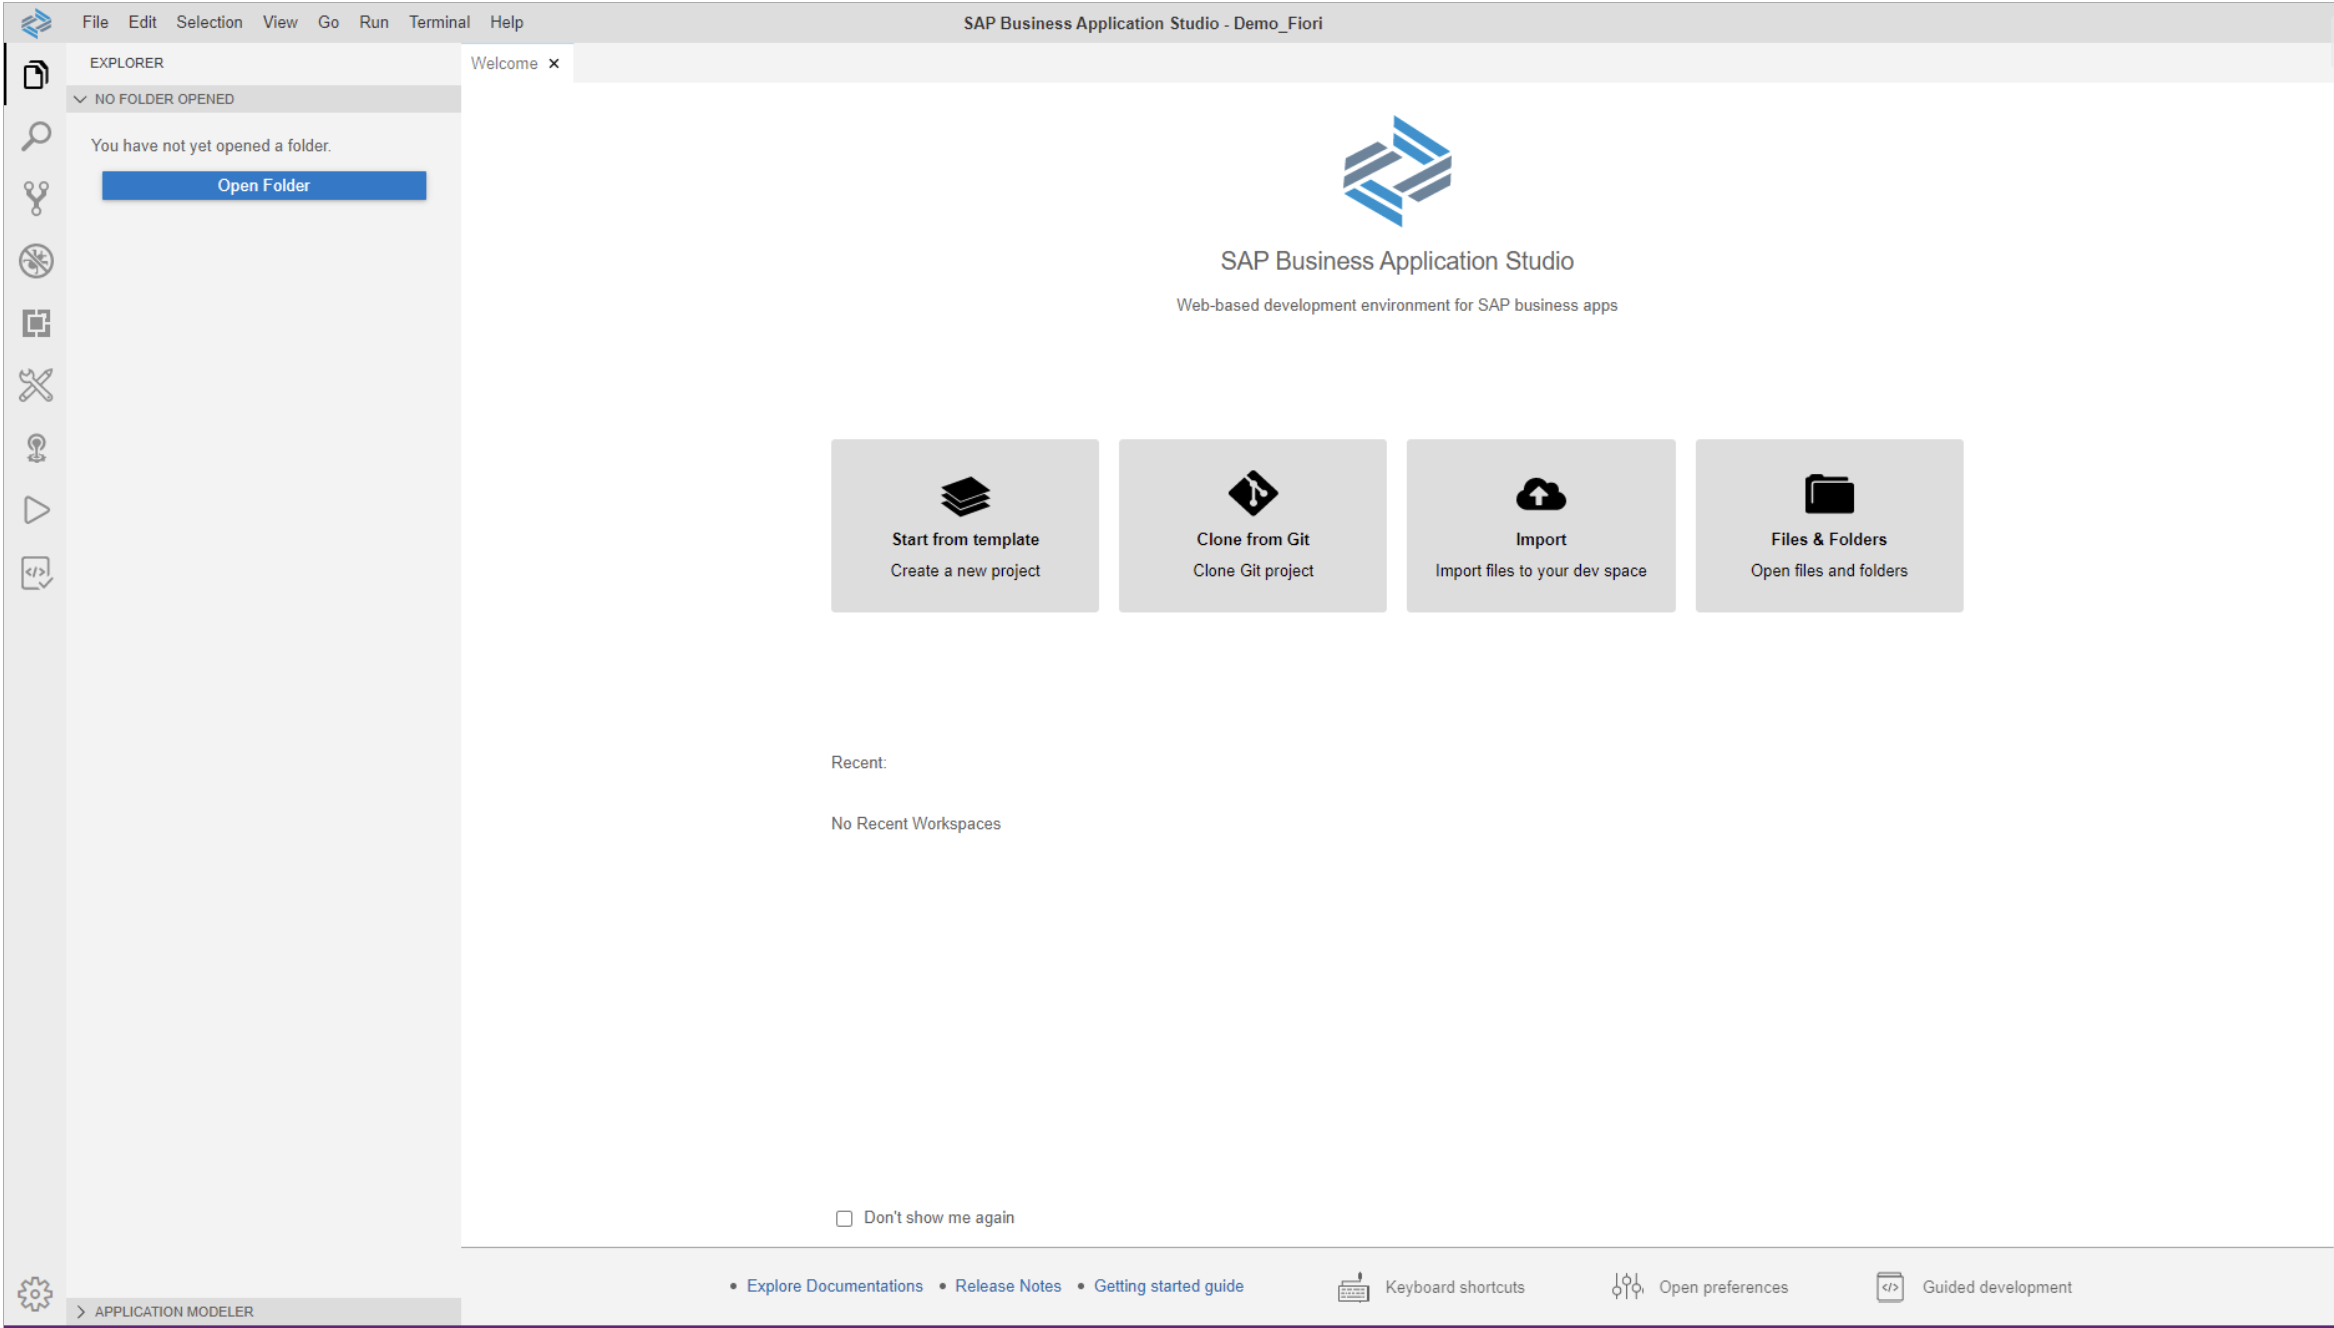 File Edit Selection View Go Run Terminal Help
SAP Business Application Studio - Demo_Fiori
EXPLORER
Welcome
NO FOLDER OPENED
You have not yet opened a folder.
Open Folder
SAP Business Application Studio
Web-based development environment for SAP business apps
Start from template
Create a new project
Clone from Git
Clone Git project
Import
Import files to your dev space
Files & Folders
Open files and folders
Recent:
No Recent Workspaces
Don't show me again
• Explore Documentations • Release Notes • Getting started guide
Keyboard shortcuts
Open preferences
Guided development
APPLICATION MODELER